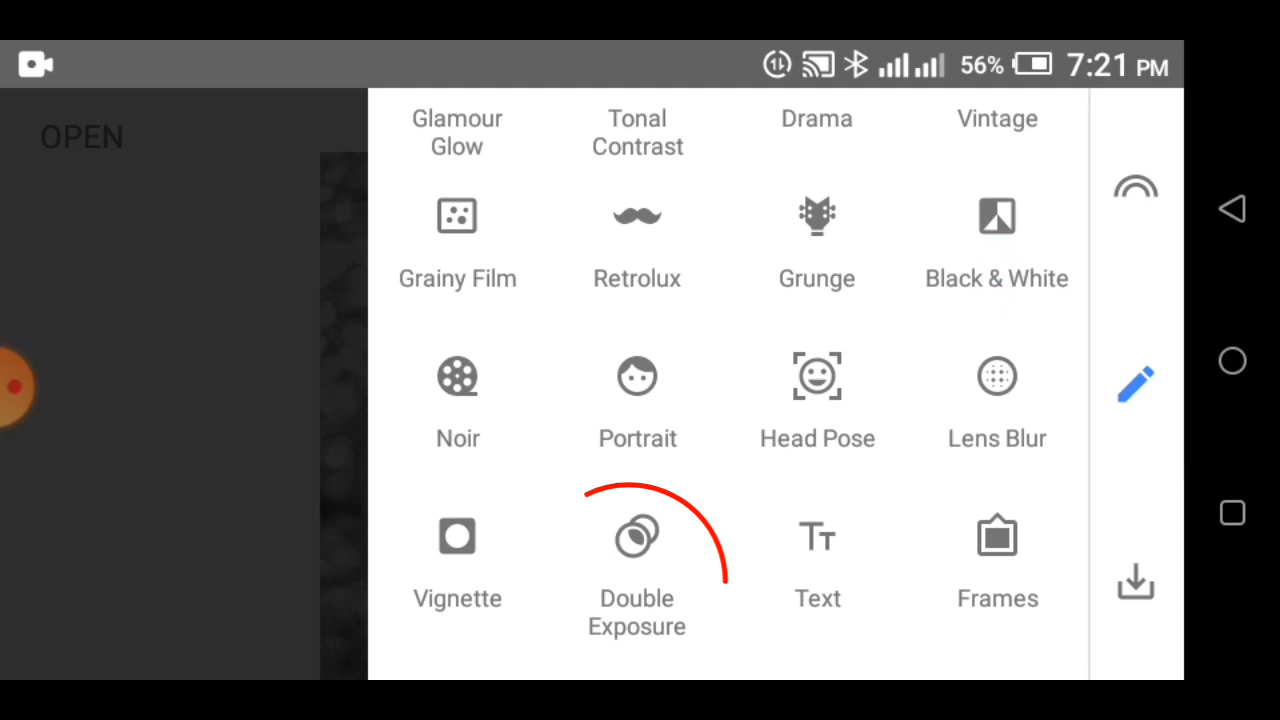 56% 7:21 PM
OPEN
Glamour Glow
Tonal Contrast
Drama
Vintage
Grainy Film
Retrolux
Grunge
Black & White
Noir
Portrait
Head Pose
Lens Blur
Vignette
Double Exposure
Text
Frames